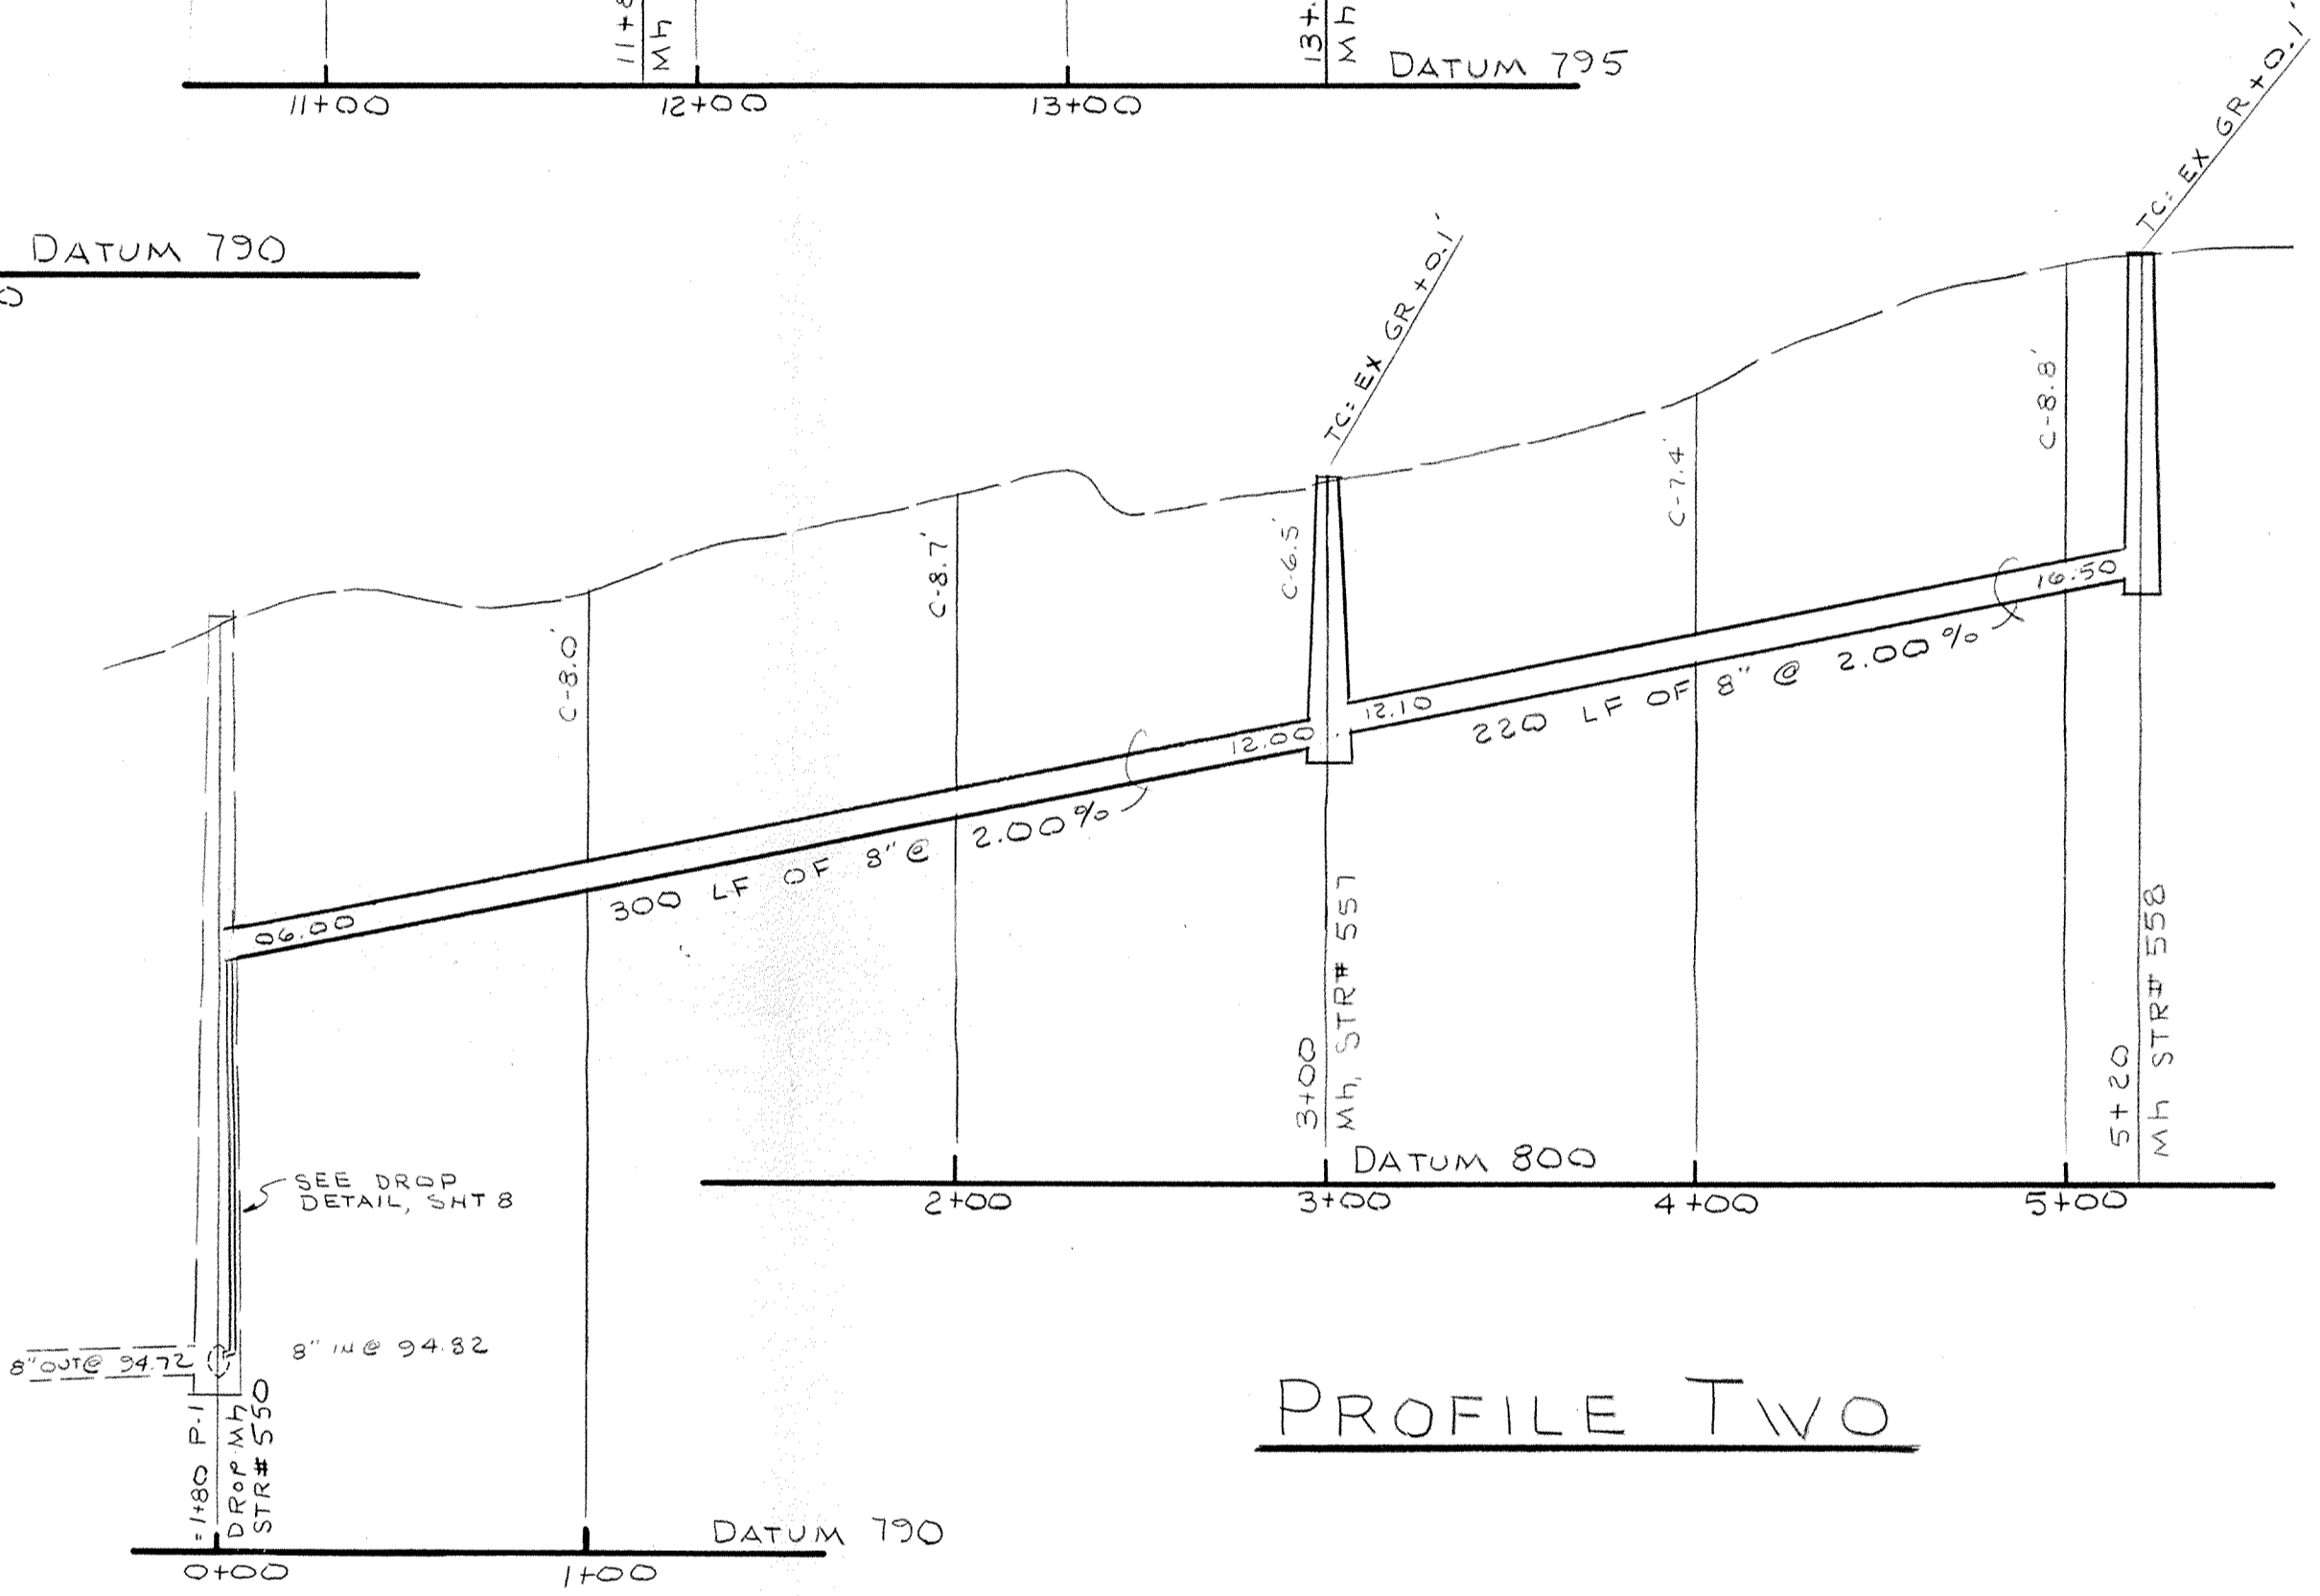 11+8
Mh
13+.
Mh
DATUM 795
11+00
12+00
13+00
DATUM 790
0
TC: EX GR +0.1'
TC: EX GR +0.1'
C-8.0'
C-8.7'
C-6.5'
C-7.4'
C-8.8'
06.00
300 LF OF 8" @ 2.00%
12.00
12.10
220 LF OF 8" @ 2.00%
16.50
3+00
Mh, STR# 557
5+20
Mh STR# 558
DATUM 800
2+00
3+00
4+00
5+00
SEE DROP
DETAIL, SHT 8
8" OUT@ 94.72
8" IN@ 94.82
=1+80 P-1
DROP-Mh
STR# 550
DATUM 790
0+00
1+00
PROFILE TWO